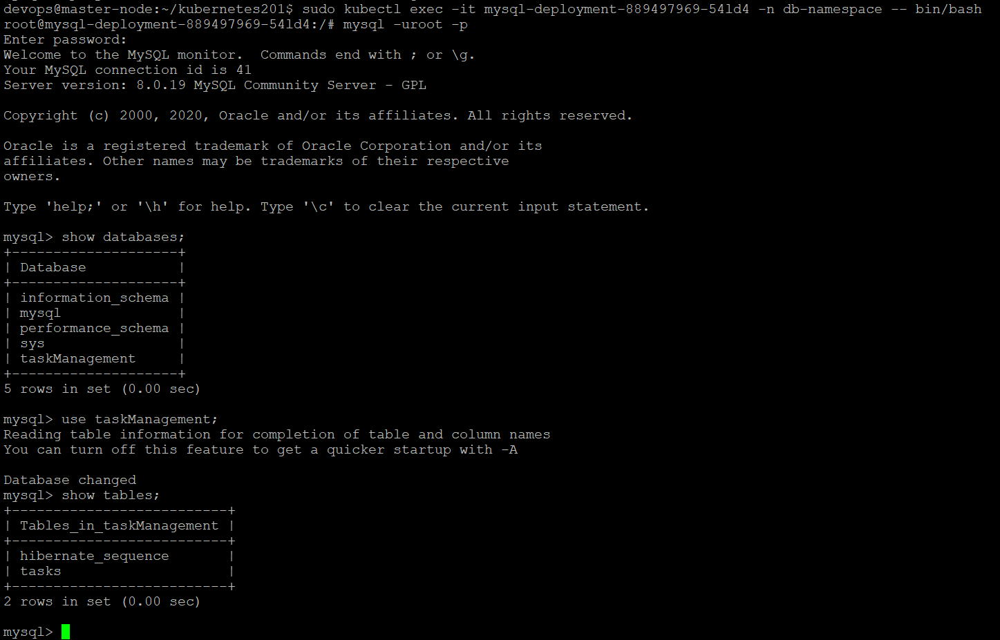 devops@master-node:~/kubernetes201$ sudo kubectl exec -it mysql-deployment-889497969-54ld4 -n db-namespace -- bin/bash
root@mysql-deployment-889497969-54ld4:/# mysql -uroot -p
Enter password:
Welcome to the MySQL monitor.  Commands end with ; or \g.
Your MySQL connection id is 41
Server version: 8.0.19 MySQL Community Server - GPL

Copyright (c) 2000, 2020, Oracle and/or its affiliates. All rights reserved.

Oracle is a registered trademark of Oracle Corporation and/or its
affiliates. Other names may be trademarks of their respective
owners.

Type 'help;' or '\h' for help. Type '\c' to clear the current input statement.

mysql> show databases;
+--------------------+
| Database           |
+--------------------+
| information_schema |
| mysql              |
| performance_schema |
| sys                |
| taskManagement     |
+--------------------+
5 rows in set (0.00 sec)

mysql> use taskManagement;
Reading table information for completion of table and column names
You can turn off this feature to get a quicker startup with -A

Database changed
mysql> show tables;
+--------------------------+
| Tables_in_taskManagement |
+--------------------------+
| hibernate_sequence       |
| tasks                    |
+--------------------------+
2 rows in set (0.00 sec)

mysql>